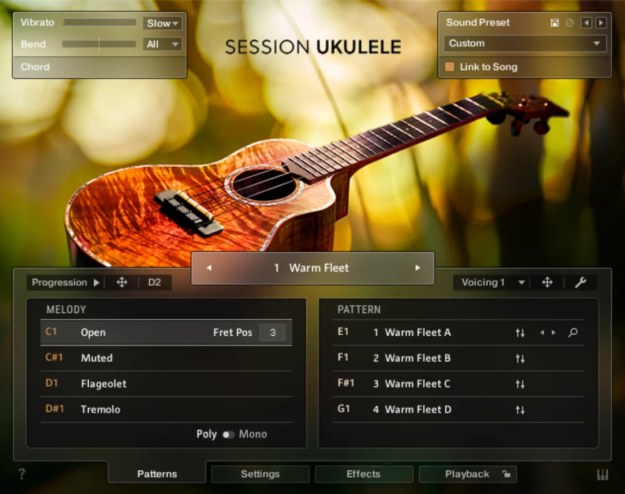 Vibrato Slow
Bend All
Chord
SESSION UKULELE
Sound Preset
Custom
Link to Song
1 Warm Fleet
Progression D2
Voicing 1
MELODY
C1 Open Fret Pos 3
C#1 Muted
D1 Flageolet
D#1 Tremolo
Poly Mono
PATTERN
E1 1 Warm Fleet A
F1 2 Warm Fleet B
F#1 3 Warm Fleet C
G1 4 Warm Fleet D
? Patterns Settings Effects Playback